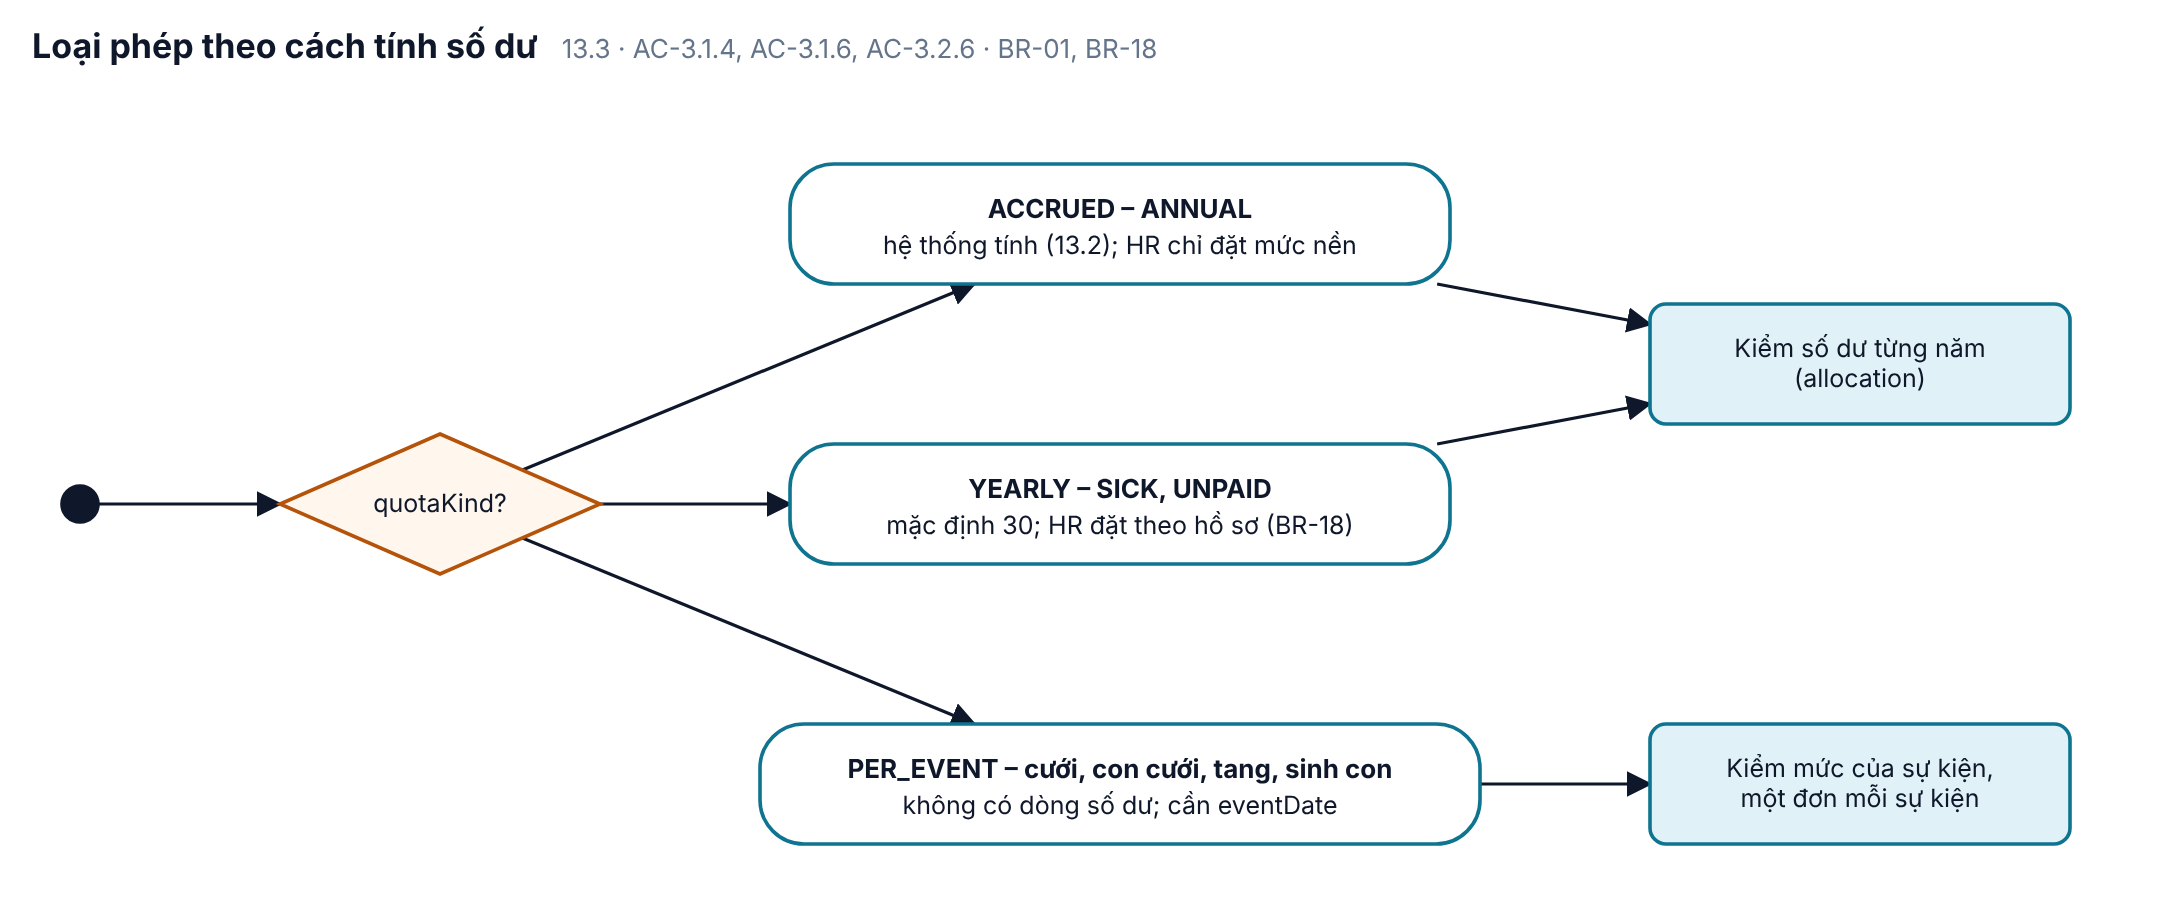 Loại phép theo cách tính số dư 13.3 · AC-3.1.4, AC-3.1.6, AC-3.2.6 · BR-01, BR-18
ACCRUED – ANNUAL
hệ thống tính (13.2); HR chỉ đặt mức nền
Kiểm số dư từng năm
(allocation)
quotaKind?
YEARLY – SICK, UNPAID
mặc định 30; HR đặt theo hồ sơ (BR-18)
PER_EVENT – cưới, con cưới, tang, sinh con
không có dòng số dư; cần eventDate
Kiểm mức của sự kiện,
một đơn mỗi sự kiện